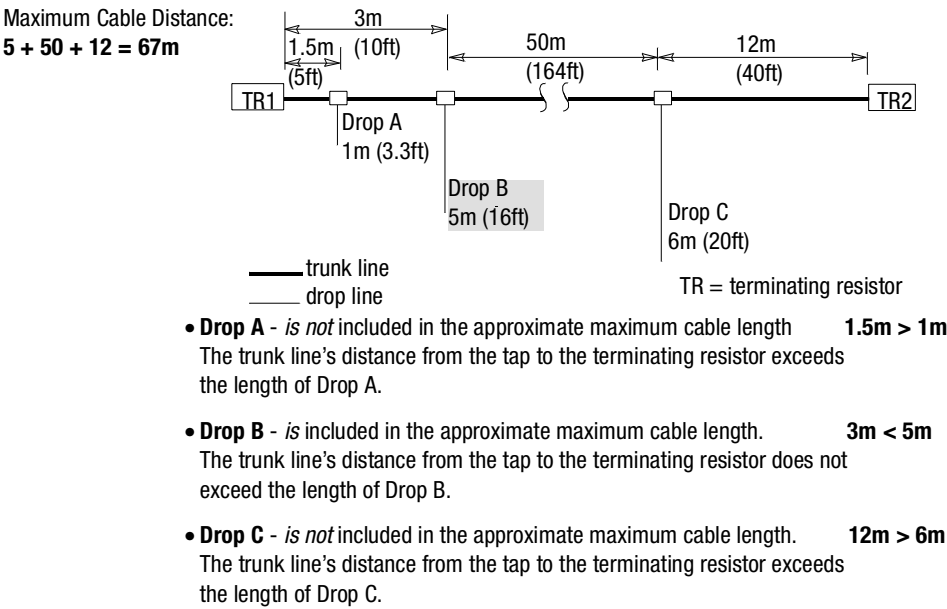 Maximum Cable Distance:
5 + 50 + 12 = 67m
3m
(10ft)
1.5m
(5ft)
50m
(164ft)
12m
(40ft)
TR1
TR2
Drop A
1m (3.3ft)
Drop B
5m (16ft)
Drop C
6m (20ft)
trunk line
drop line
TR = terminating resistor
• Drop A - is not included in the approximate maximum cable length 1.5m > 1m
The trunk line's distance from the tap to the terminating resistor exceeds
the length of Drop A.
• Drop B - is included in the approximate maximum cable length. 3m < 5m
The trunk line's distance from the tap to the terminating resistor does not
exceed the length of Drop B.
• Drop C - is not included in the approximate maximum cable length. 12m > 6m
The trunk line's distance from the tap to the terminating resistor exceeds
the length of Drop C.